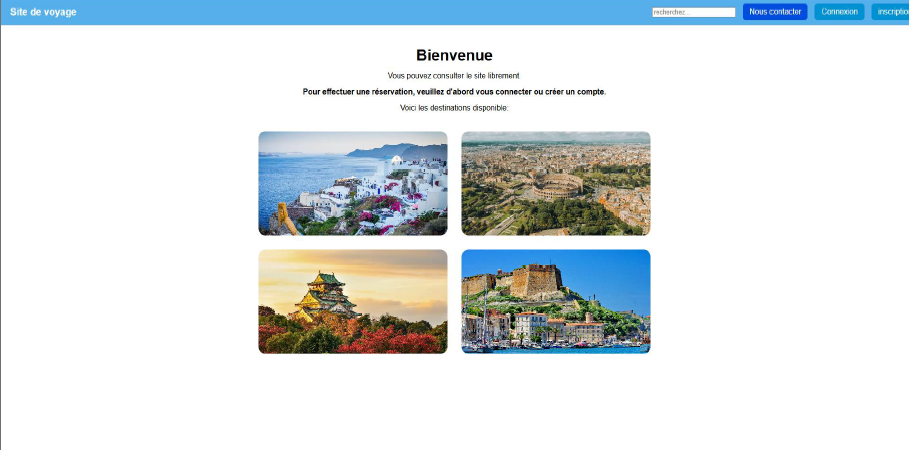 Site de voyage
recherchez...
Nous contacter
Connexion
inscription
Bienvenue
Vous pouvez consulter le site librement
Pour effectuer une réservation, veuillez d'abord vous connecter ou créer un compte.
Voici les destinations disponible: